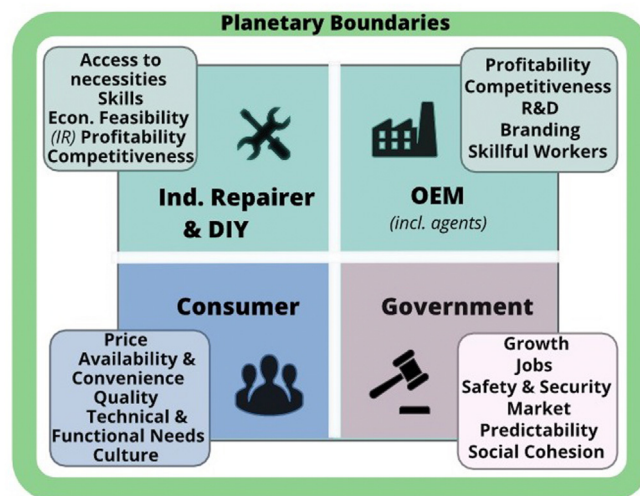 Planetary Boundaries
Access to
necessities
Skills
Econ. Feasibility
(IR) Profitability
Competitiveness
Profitability
Competitiveness
R&D
Branding
Skillful Workers
Ind. Repairer
& DIY
OEM
(incl. agents)
Consumer
Government
Price
Availability &
Convenience
Quality
Technical &
Functional Needs
Culture
Growth
Jobs
Safety & Security
Market
Predictability
Social Cohesion